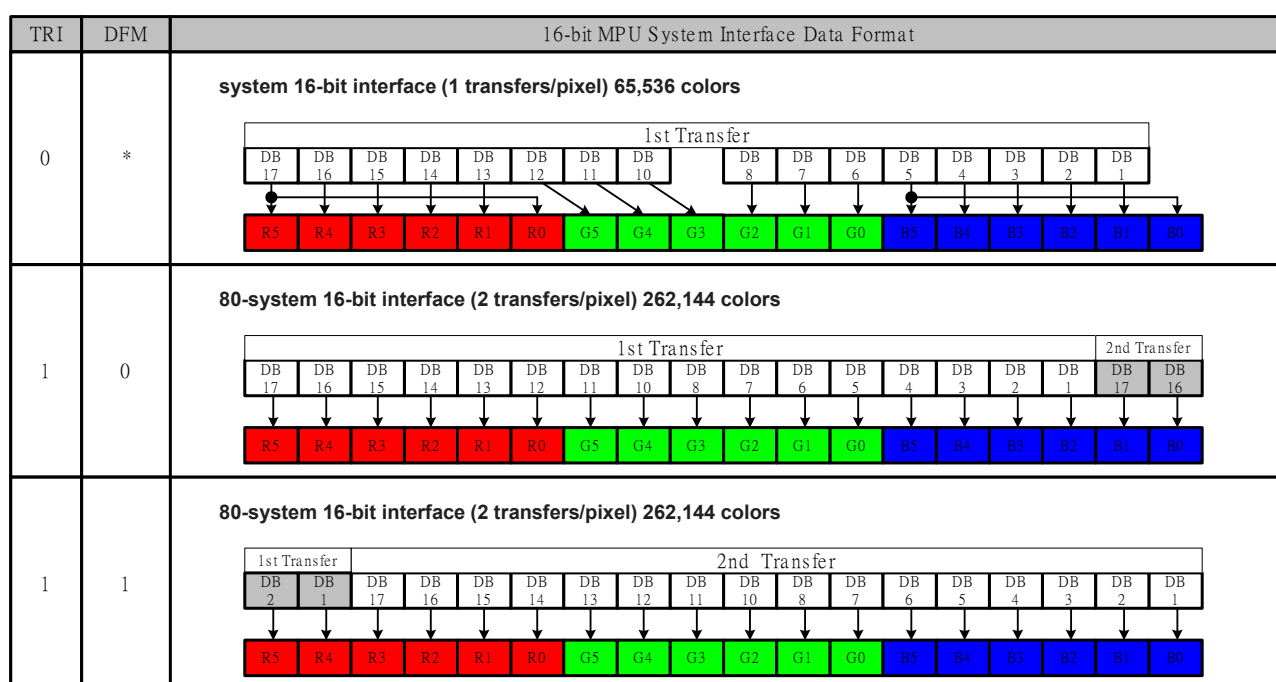 TRI DFM 16-bit MPU System Interface Data Format
0 *
system 16-bit interface (1 transfers/pixel) 65,536 colors
1st Transfer
DB 17 DB 16 DB 15 DB 14 DB 13 DB 12 DB 11 DB 10 DB 8 DB 7 DB 6 DB 5 DB 4 DB 3 DB 2 DB 1
R5 R4 R3 R2 R1 R0 G5 G4 G3 G2 G1 G0 B5 B4 B3 B2 B1 B0
1 0
80-system 16-bit interface (2 transfers/pixel) 262,144 colors
1st Transfer 2nd Transfer
DB 17 DB 16 DB 15 DB 14 DB 13 DB 12 DB 11 DB 10 DB 8 DB 7 DB 6 DB 5 DB 4 DB 3 DB 2 DB 1 DB 17 DB 16
R5 R4 R3 R2 R1 R0 G5 G4 G3 G2 G1 G0 B5 B4 B3 B2 B1 B0
1 1
80-system 16-bit interface (2 transfers/pixel) 262,144 colors
1st Transfer 2nd Transfer
DB 2 DB 1 DB 17 DB 16 DB 15 DB 14 DB 13 DB 12 DB 11 DB 10 DB 8 DB 7 DB 6 DB 5 DB 4 DB 3 DB 2 DB 1
R5 R4 R3 R2 R1 R0 G5 G4 G3 G2 G1 G0 B5 B4 B3 B2 B1 B0